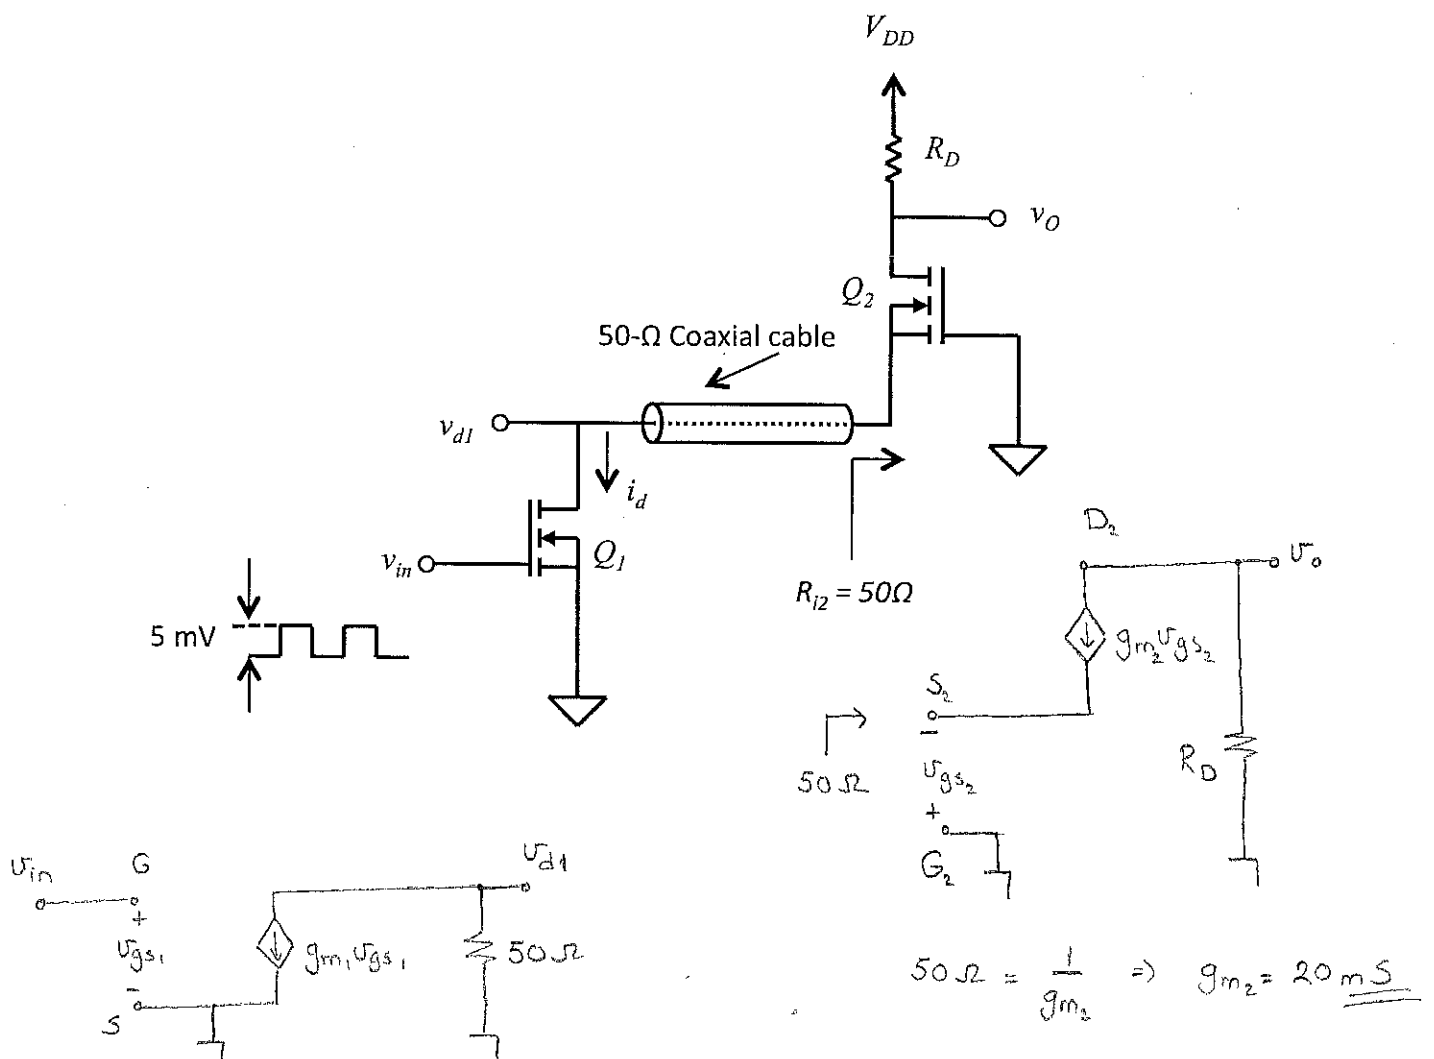 V_DD
R_D
v_O
Q_2
50-Ω Coaxial cable
v_d1
i_d
v_in
Q_1
R_i2 = 50Ω
5 mV
D_2
v_o
g_m2 v_gs2
S_2
−
50 Ω
v_gs2
+
G_2
R_D
v_in
G
+
v_gs1
−
S
g_m1 v_gs1
v_d1
50 Ω
50 Ω = 1/g_m2 ⇒ g_m2 = 20 mS